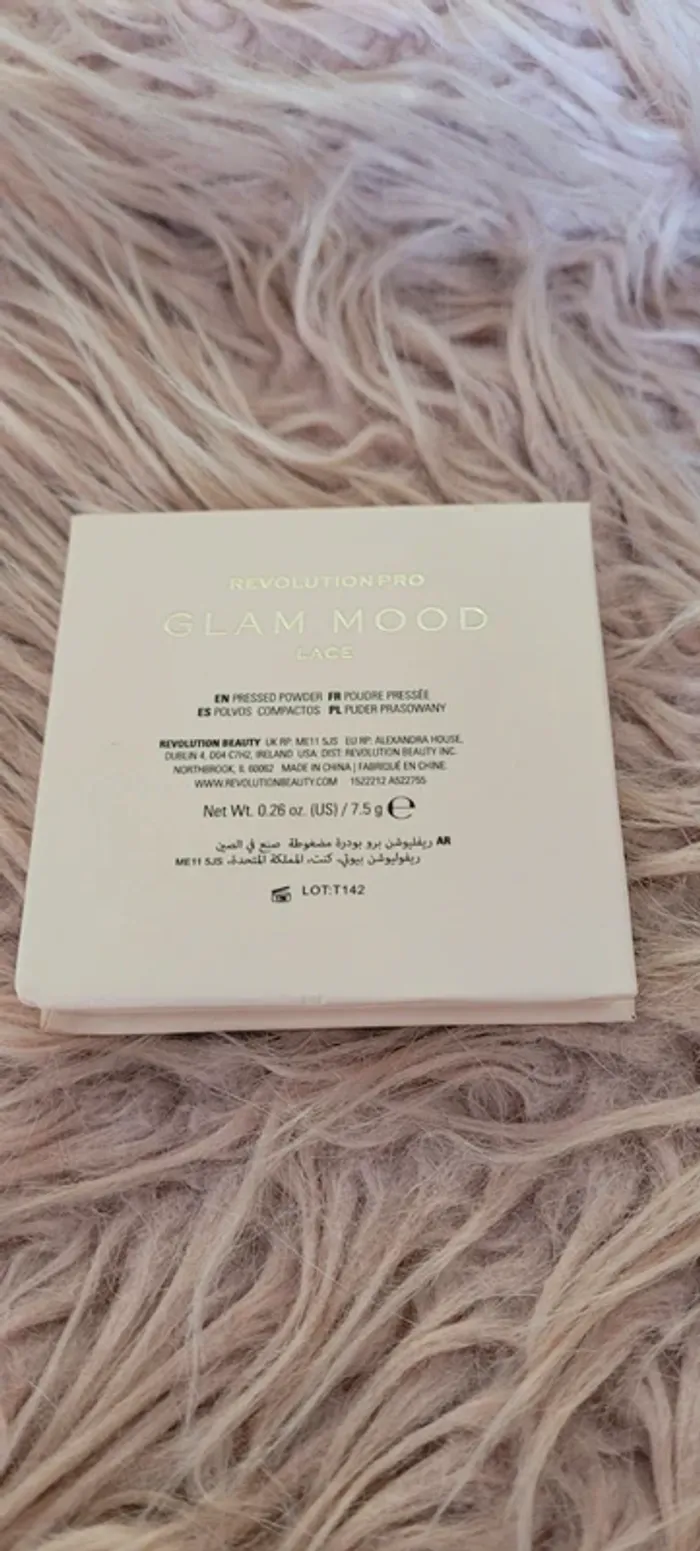 REVOLUTION PRO
GLAM MOOD
LACE
EN PRESSED POWDER FR POUDRE PRESSÉE
ES POLVOS COMPACTOS PL PUDER PRASOWANY
REVOLUTION BEAUTY UK RP: ME11 5JS EU RP: ALEXANDRA HOUSE,
DUBLIN 4, D04 C7H2, IRELAND USA: DIST: REVOLUTION BEAUTY INC.
NORTHBROOK, IL 60062 MADE IN CHINA | FABRIQUÉ EN CHINE
WWW.REVOLUTIONBEAUTY.COM 1522212 A522755
Net Wt. 0.26 oz. (US) / 7.5 g e
AR ريفليوشن برو بودرة مضغوطة صنع في الصين
ريفوليوشن بيوتي، كنت، المملكة المتحدة، ME11 5JS
LOT:T142